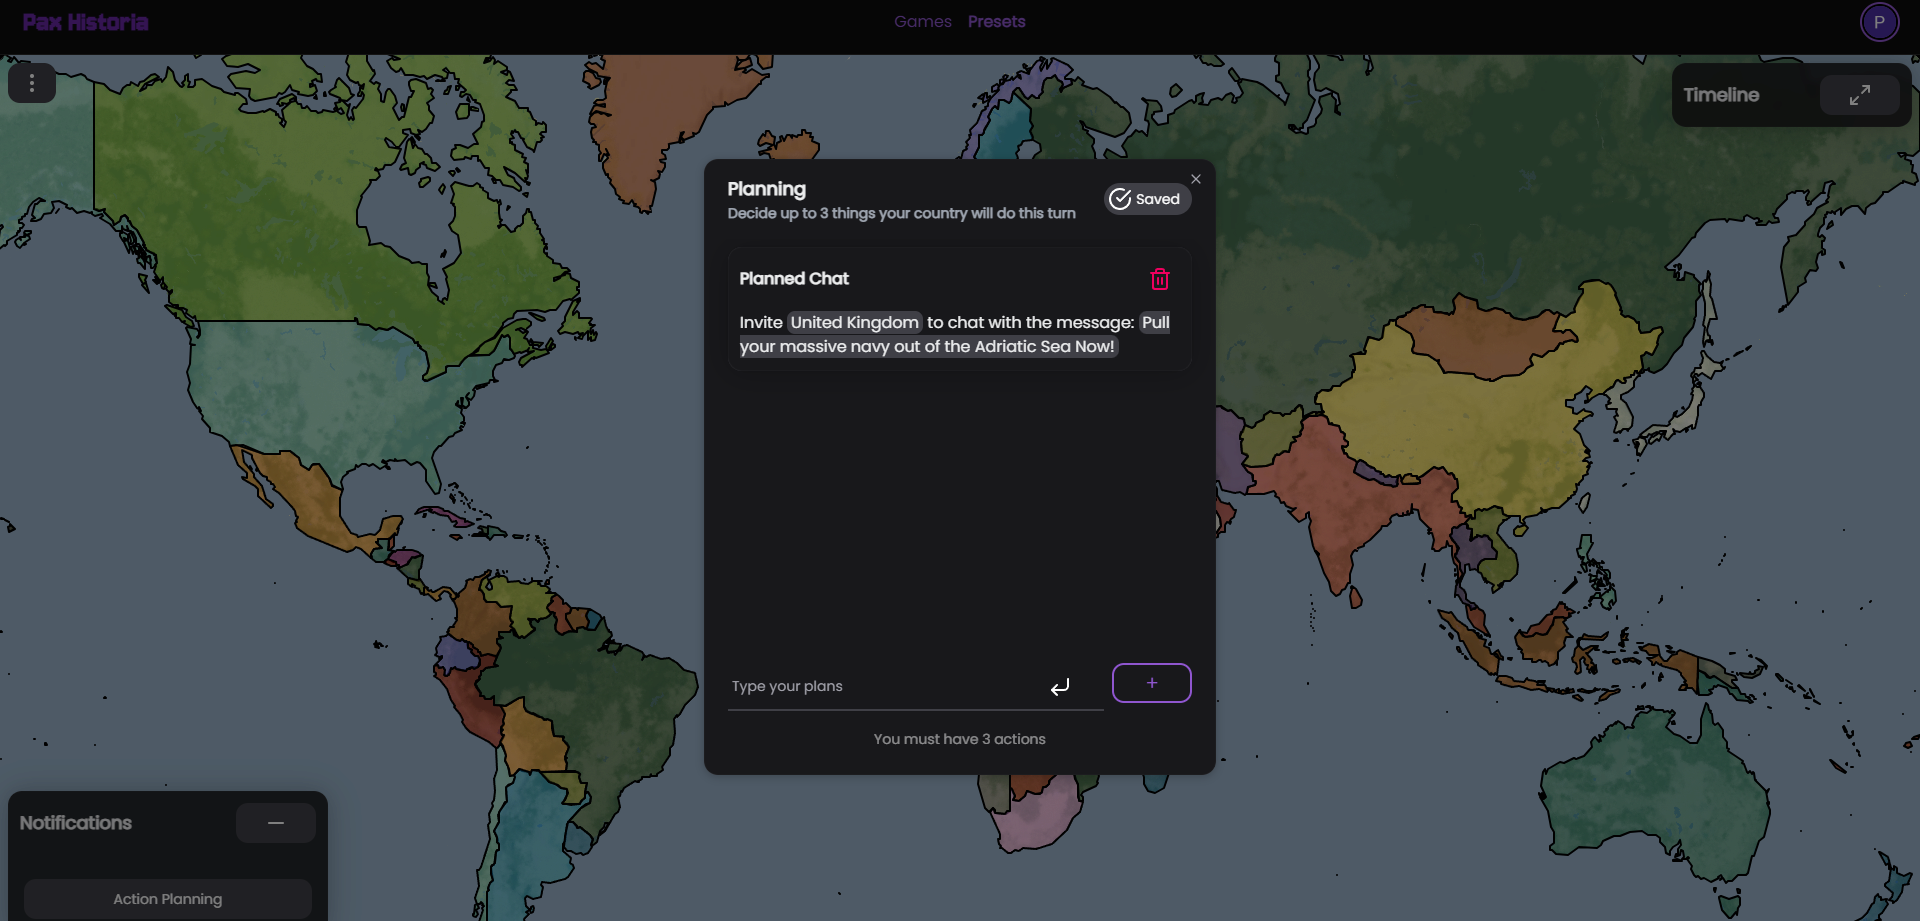 Pax Historia
Games Presets
P
Timeline
Planning
Decide up to 3 things your country will do this turn
Saved
Planned Chat
Invite United Kingdom to chat with the message: Pull
your massive navy out of the Adriatic Sea Now!
Type your plans
+
You must have 3 actions
Notifications
Action Planning